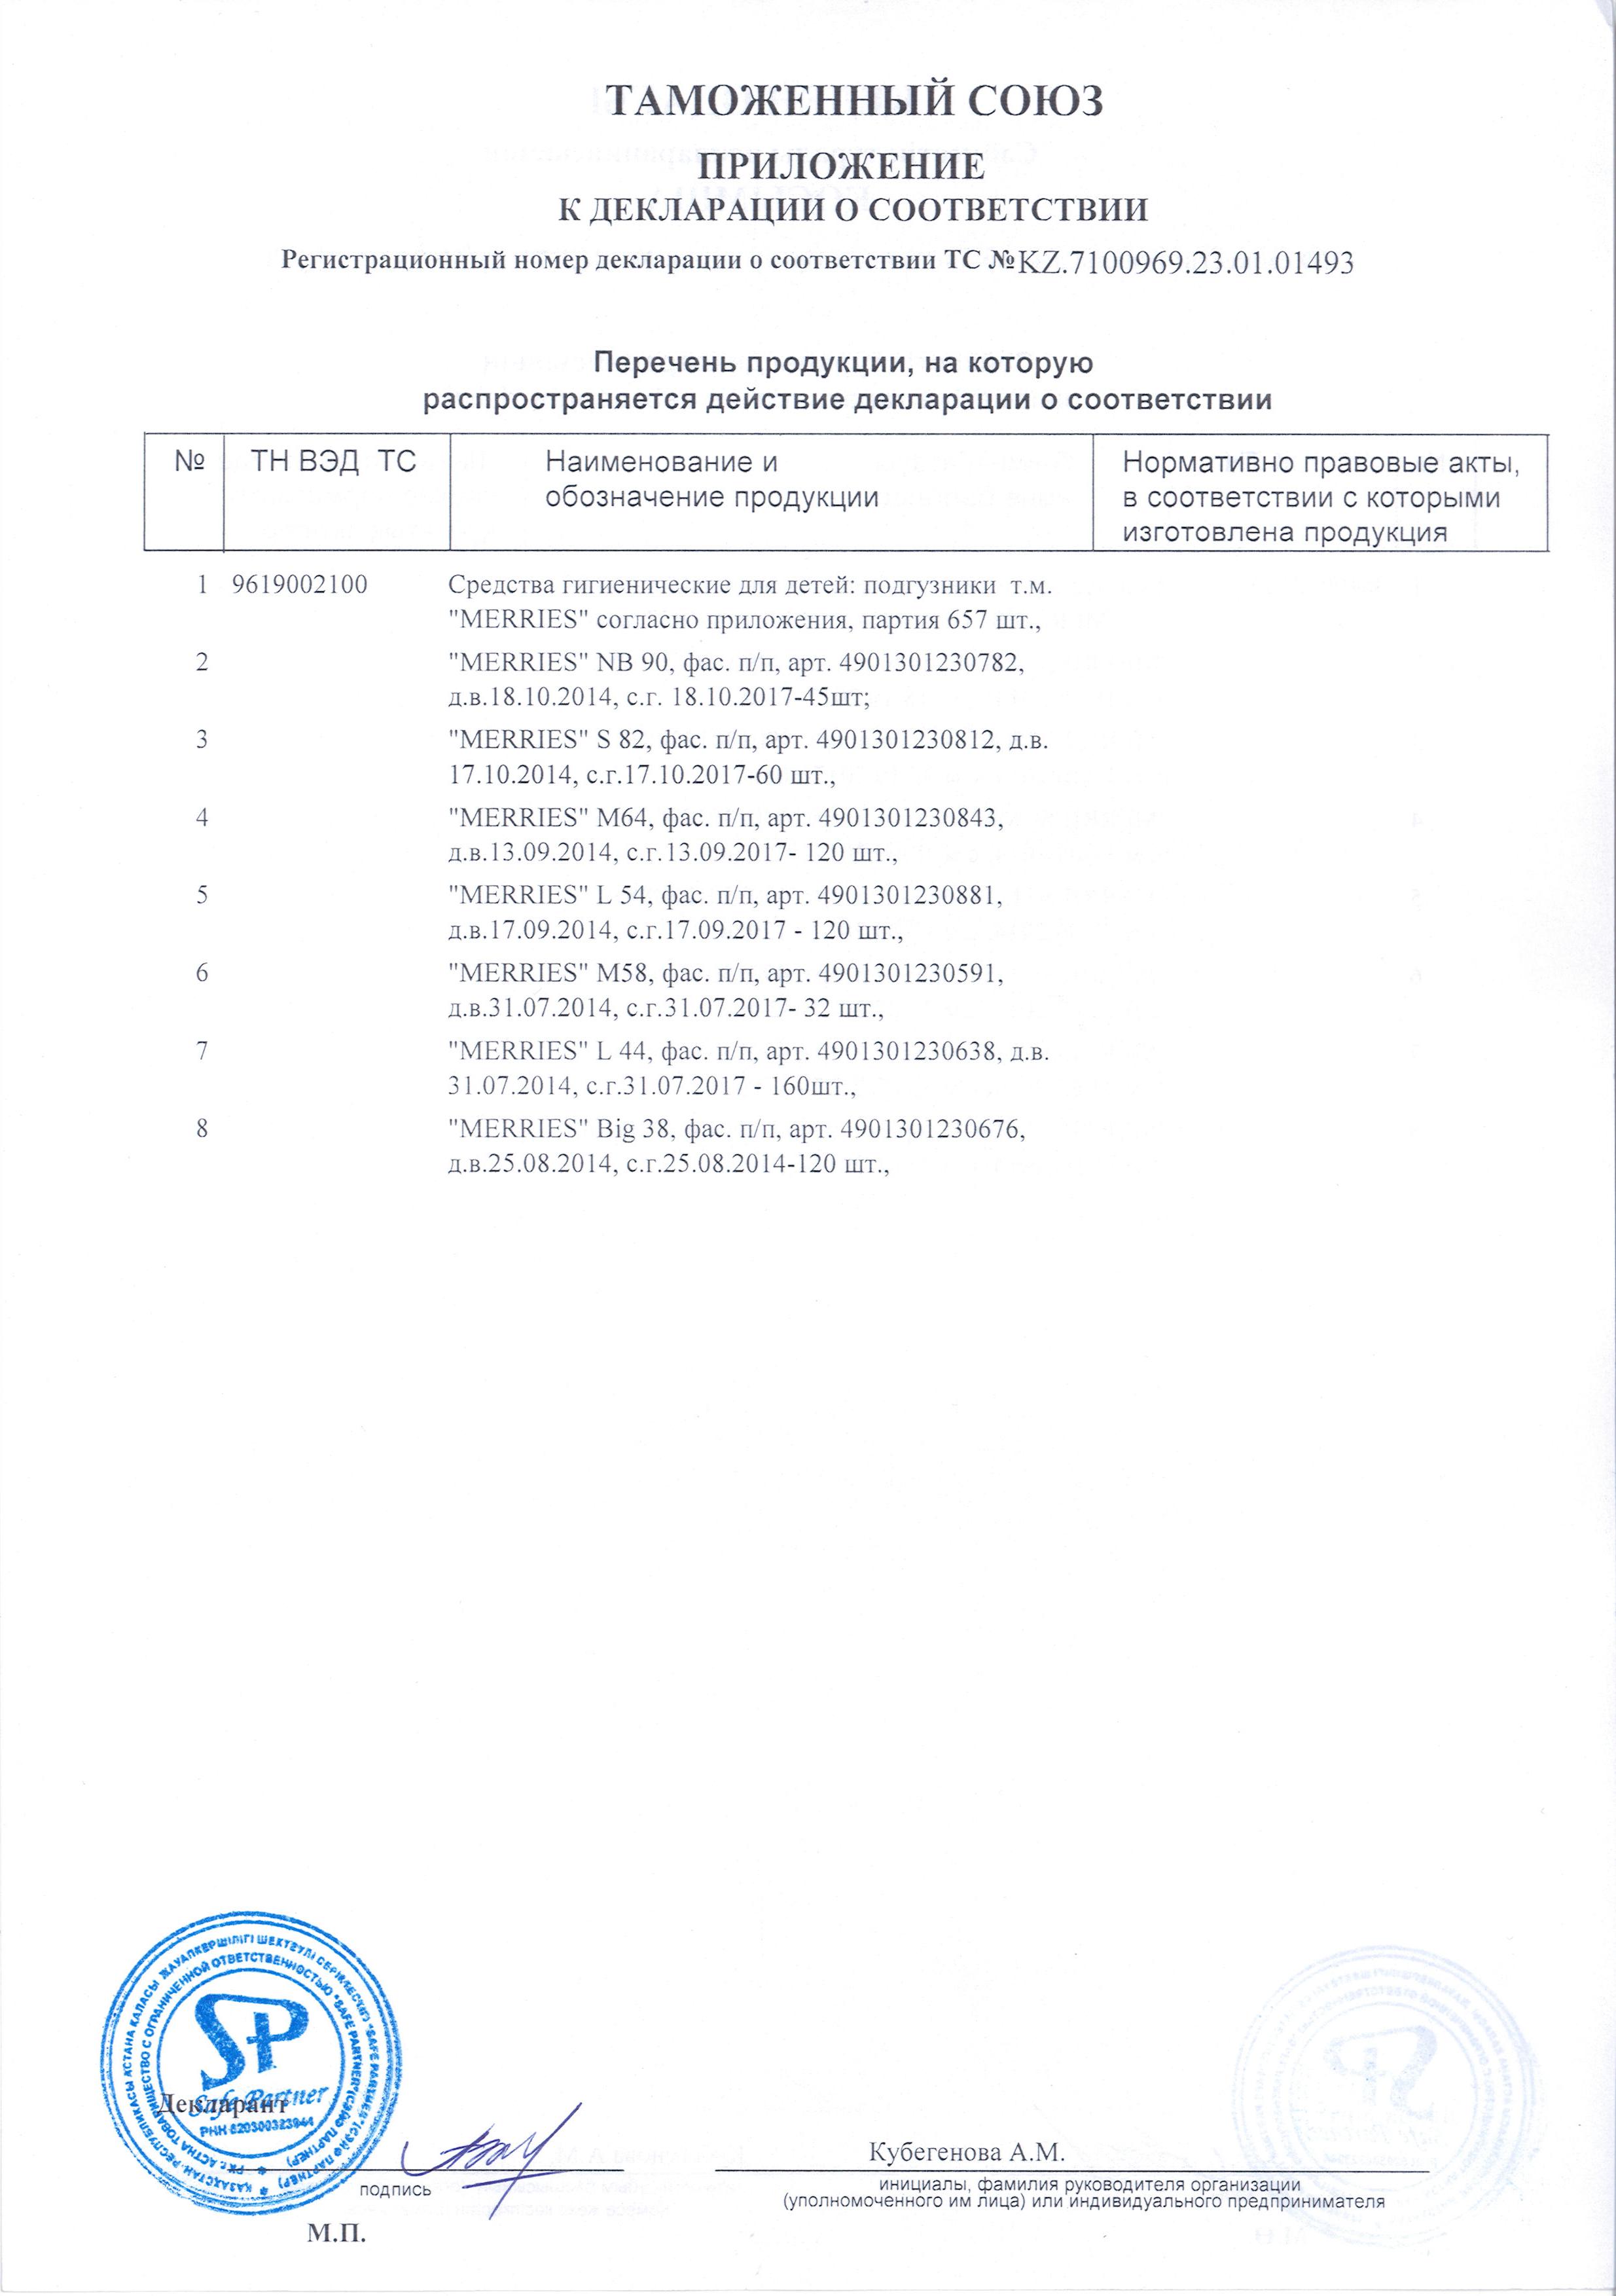 ТАМОЖЕННЫЙ СОЮЗ
ПРИЛОЖЕНИЕ
К ДЕКЛАРАЦИИ О СООТВЕТСТВИИ
Регистрационный номер декларации о соответствии ТС №KZ.7100969.23.01.01493
Перечень продукции, на которую
распространяется действие декларации о соответствии
№ ТН ВЭД ТС Наименование и Нормативно правовые акты,
обозначение продукции в соответствии с которыми
изготовлена продукция
1 9619002100 Средства гигиенические для детей: подгузники т.м.
"MERRIES" согласно приложения, партия 657 шт.,
2 "MERRIES" NB 90, фас. п/п, арт. 4901301230782,
д.в.18.10.2014, с.г. 18.10.2017-45шт;
3 "MERRIES" S 82, фас. п/п, арт. 4901301230812, д.в.
17.10.2014, с.г.17.10.2017-60 шт.,
4 "MERRIES" M64, фас. п/п, арт. 4901301230843,
д.в.13.09.2014, с.г.13.09.2017- 120 шт.,
5 "MERRIES" L 54, фас. п/п, арт. 4901301230881,
д.в.17.09.2014, с.г.17.09.2017 - 120 шт.,
6 "MERRIES" M58, фас. п/п, арт. 4901301230591,
д.в.31.07.2014, с.г.31.07.2017- 32 шт.,
7 "MERRIES" L 44, фас. п/п, арт. 4901301230638, д.в.
31.07.2014, с.г.31.07.2017 - 160шт.,
8 "MERRIES" Big 38, фас. п/п, арт. 4901301230676,
д.в.25.08.2014, с.г.25.08.2014-120 шт.,
SP
Safe Partner
Декларант
РНН 620300323944
Кубегенова А.М.
подпись
инициалы, фамилия руководителя организации
(уполномоченного им лица) или индивидуального предпринимателя
М.П.